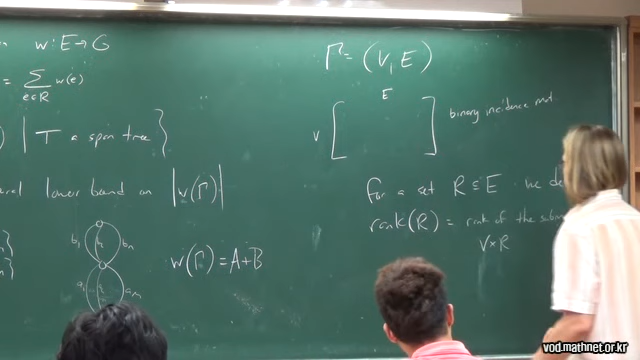 w : E → G
= Σ w(e)
e∈R
) | T a span tree }
lower bound on |w(Γ)|
b₁ bₙ
a₁ aₘ
w(Γ) = A+B
Γ = (V, E)
E
V [ ] binary incidence mat
for a set R ⊆ E we de
rank(R) = rank of the subm
V×R
vod.mathnet.or.kr